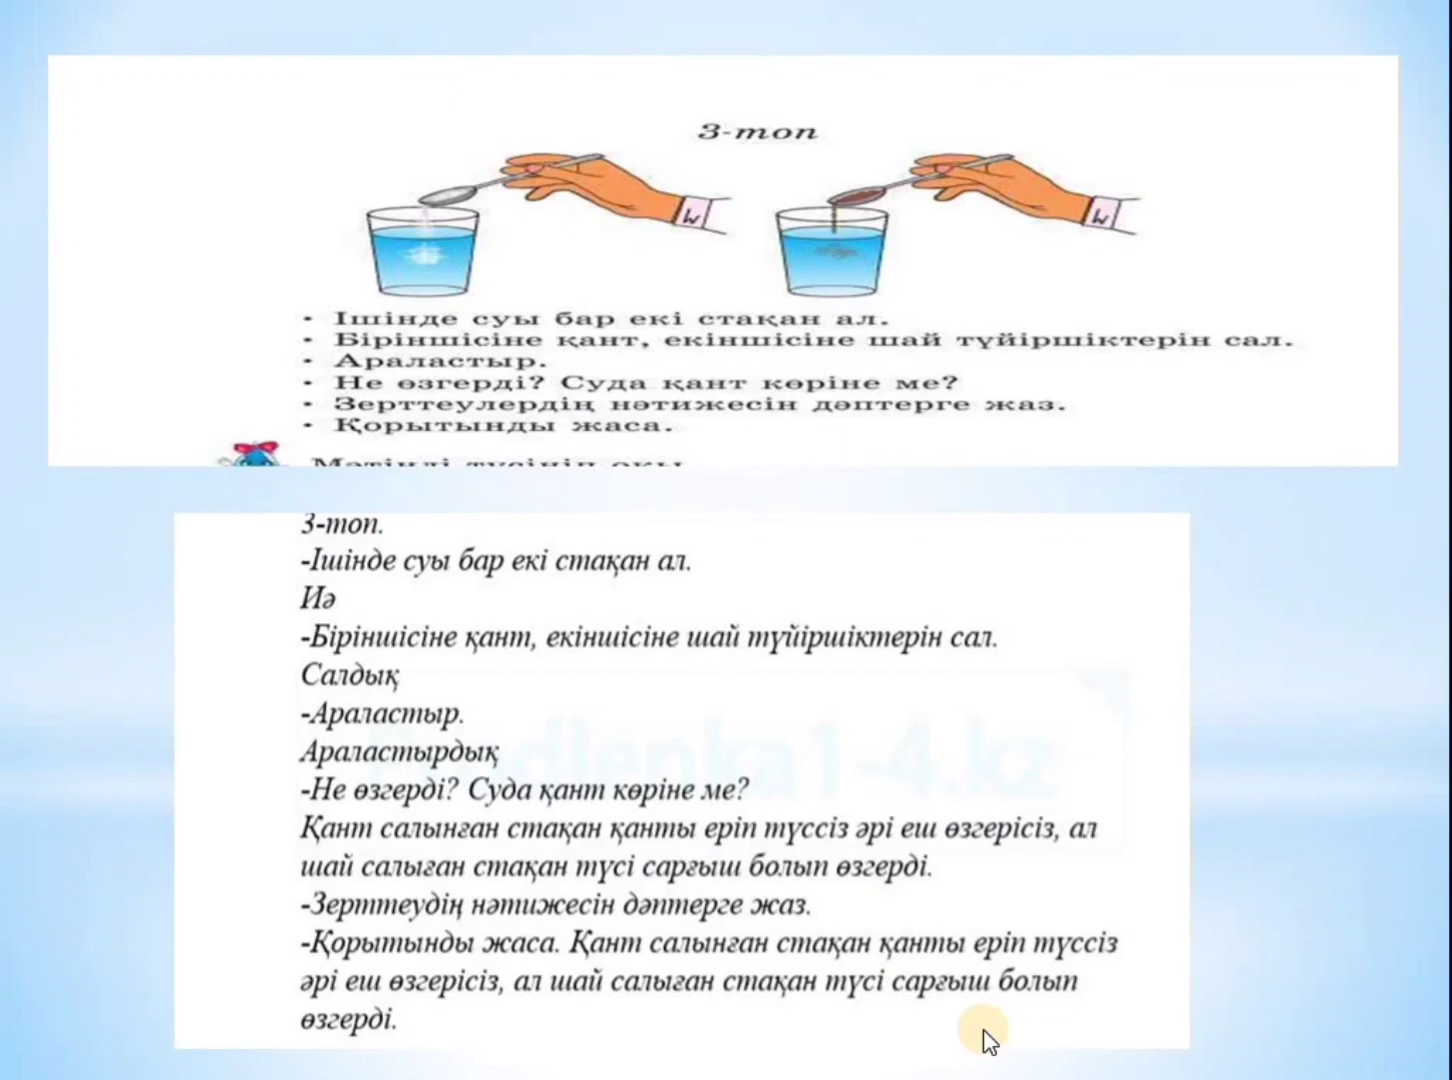 3-топ
• Ішінде суы бар екі стақан ал.
• Біріншісіне қант, екіншісіне шай түйіршіктерін сал.
• Араластыр.
• Не өзгерді? Суда қант көріне ме?
• Зерттеулердің нәтижесін дәптерге жаз.
• Қорытынды жаса.
Мәтінді түсініп оқы.
3-топ.
-Ішінде суы бар екі стақан ал.
Иә
-Біріншісіне қант, екіншісіне шай түйіршіктерін сал.
Салдық
-Араластыр.
Араластырдық
-Не өзгерді? Суда қант көріне ме?
Қант салынған стақан қанты еріп түссіз әрі еш өзгерісіз, ал
шай салыған стақан түсі сарғыш болып өзгерді.
-Зерттеудің нәтижесін дәптерге жаз.
-Қорытынды жаса. Қант салынған стақан қанты еріп түссіз
әрі еш өзгерісіз, ал шай салыған стақан түсі сарғыш болып
өзгерді.